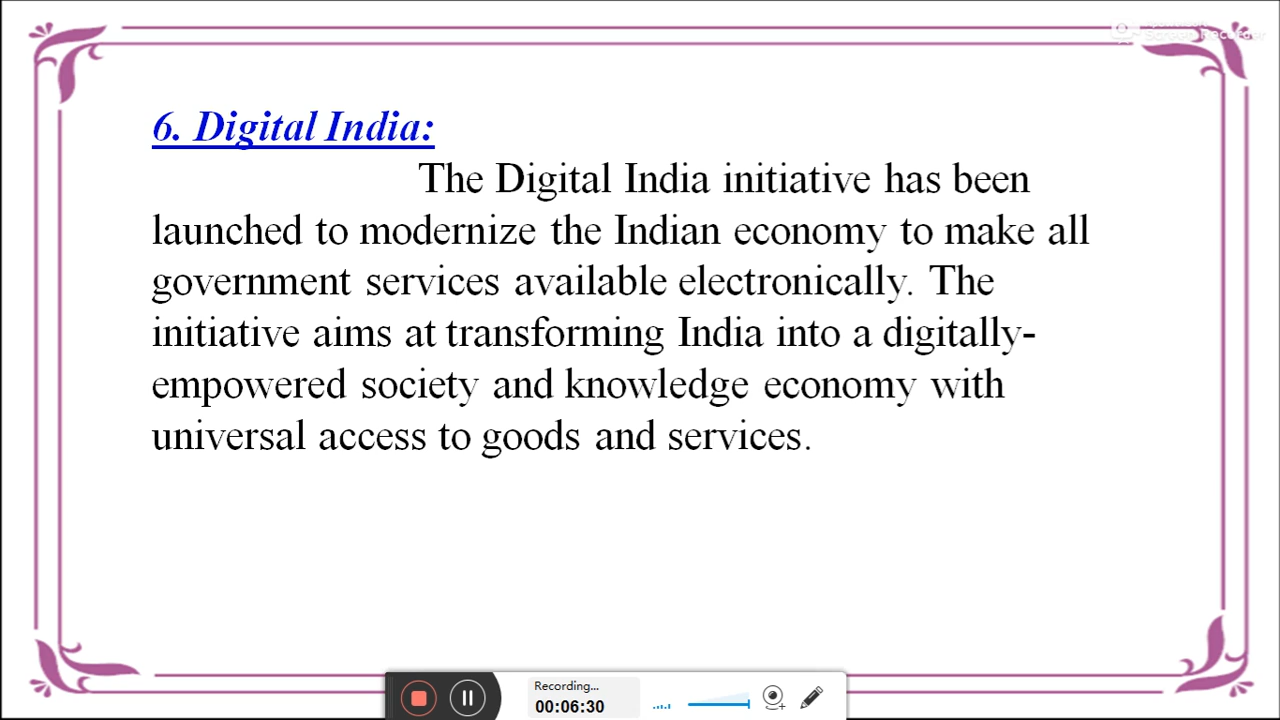 6. Digital India:
The Digital India initiative has been
launched to modernize the Indian economy to make all
government services available electronically. The
initiative aims at transforming India into a digitally-
empowered society and knowledge economy with
universal access to goods and services.
Screen Recorder
Recording...
00:06:30